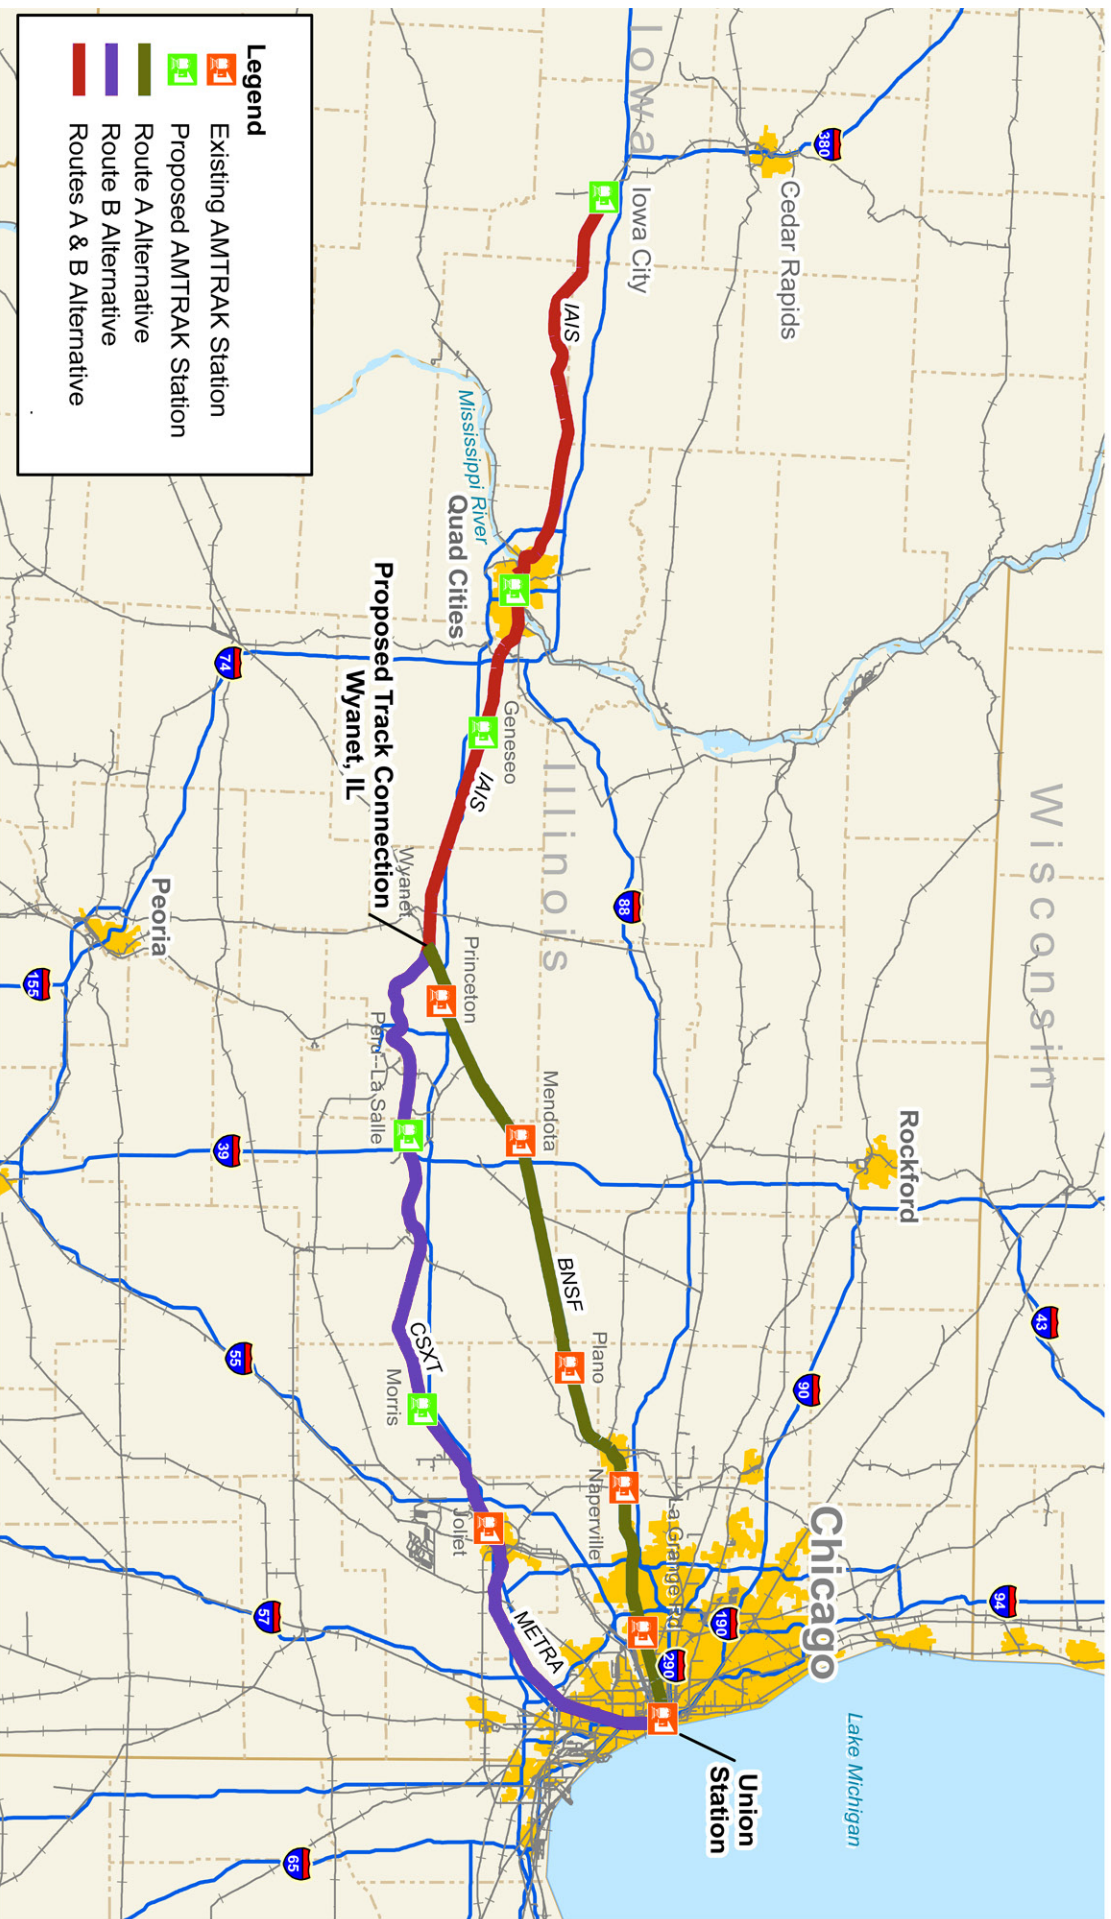 Iowa
380
Cedar Rapids
Iowa City
IAIS
Mississippi River
Quad Cities
Geneseo
IAIS
Illinois
Wisconsin
88
74
Proposed Track Connection
Wyanet, IL
Wyanet
Princeton
Peoria
155
Peru--La Salle
Mendota
39
Rockford
43
90
BNSF
Plano
CSXT
Morris
55
Naperville
La Grange Rd
Joliet
METRA
57
Chicago
94
190
290
Union
Station
Lake Michigan
65
Legend
Existing AMTRAK Station
Proposed AMTRAK Station
Route A Alternative
Route B Alternative
Routes A & B Alternative